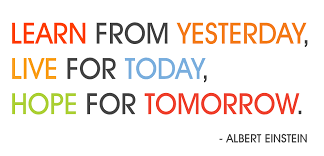 LEARN FROM YESTERDAY,
LIVE FOR TODAY,
HOPE FOR TOMORROW.
- ALBERT EINSTEIN